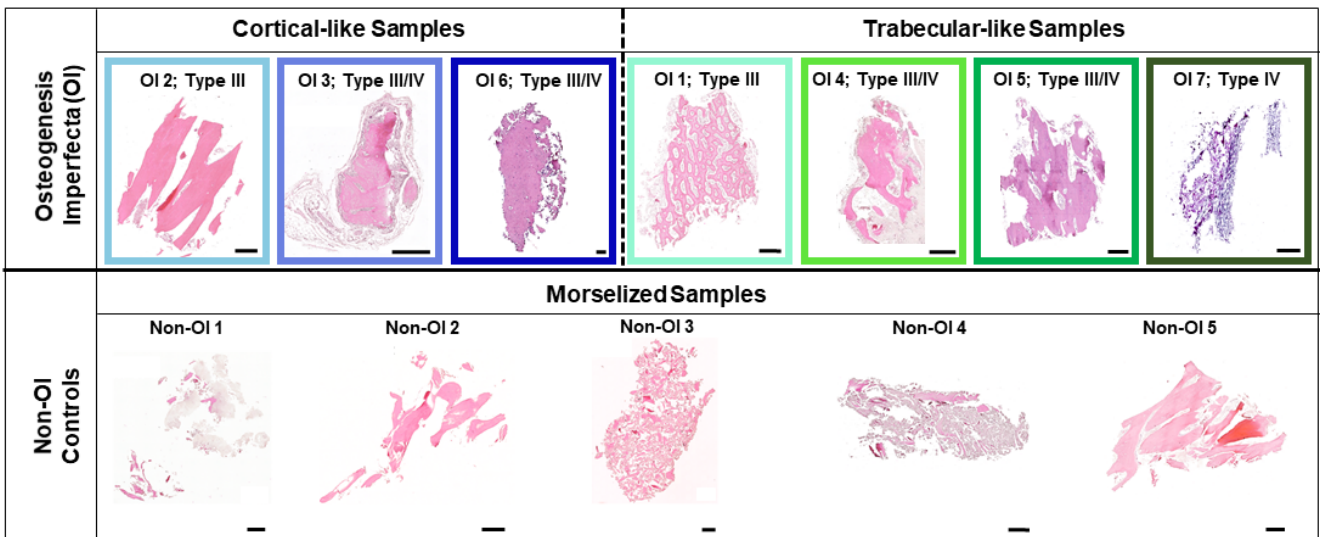 Cortical-like Samples
Trabecular-like Samples
Osteogenesis
Imperfecta (OI)
OI 2; Type III
OI 3; Type III/IV
OI 6; Type III/IV
OI 1; Type III
OI 4; Type III/IV
OI 5; Type III/IV
OI 7; Type IV
Morselized Samples
Non-OI
Controls
Non-OI 1
Non-OI 2
Non-OI 3
Non-OI 4
Non-OI 5